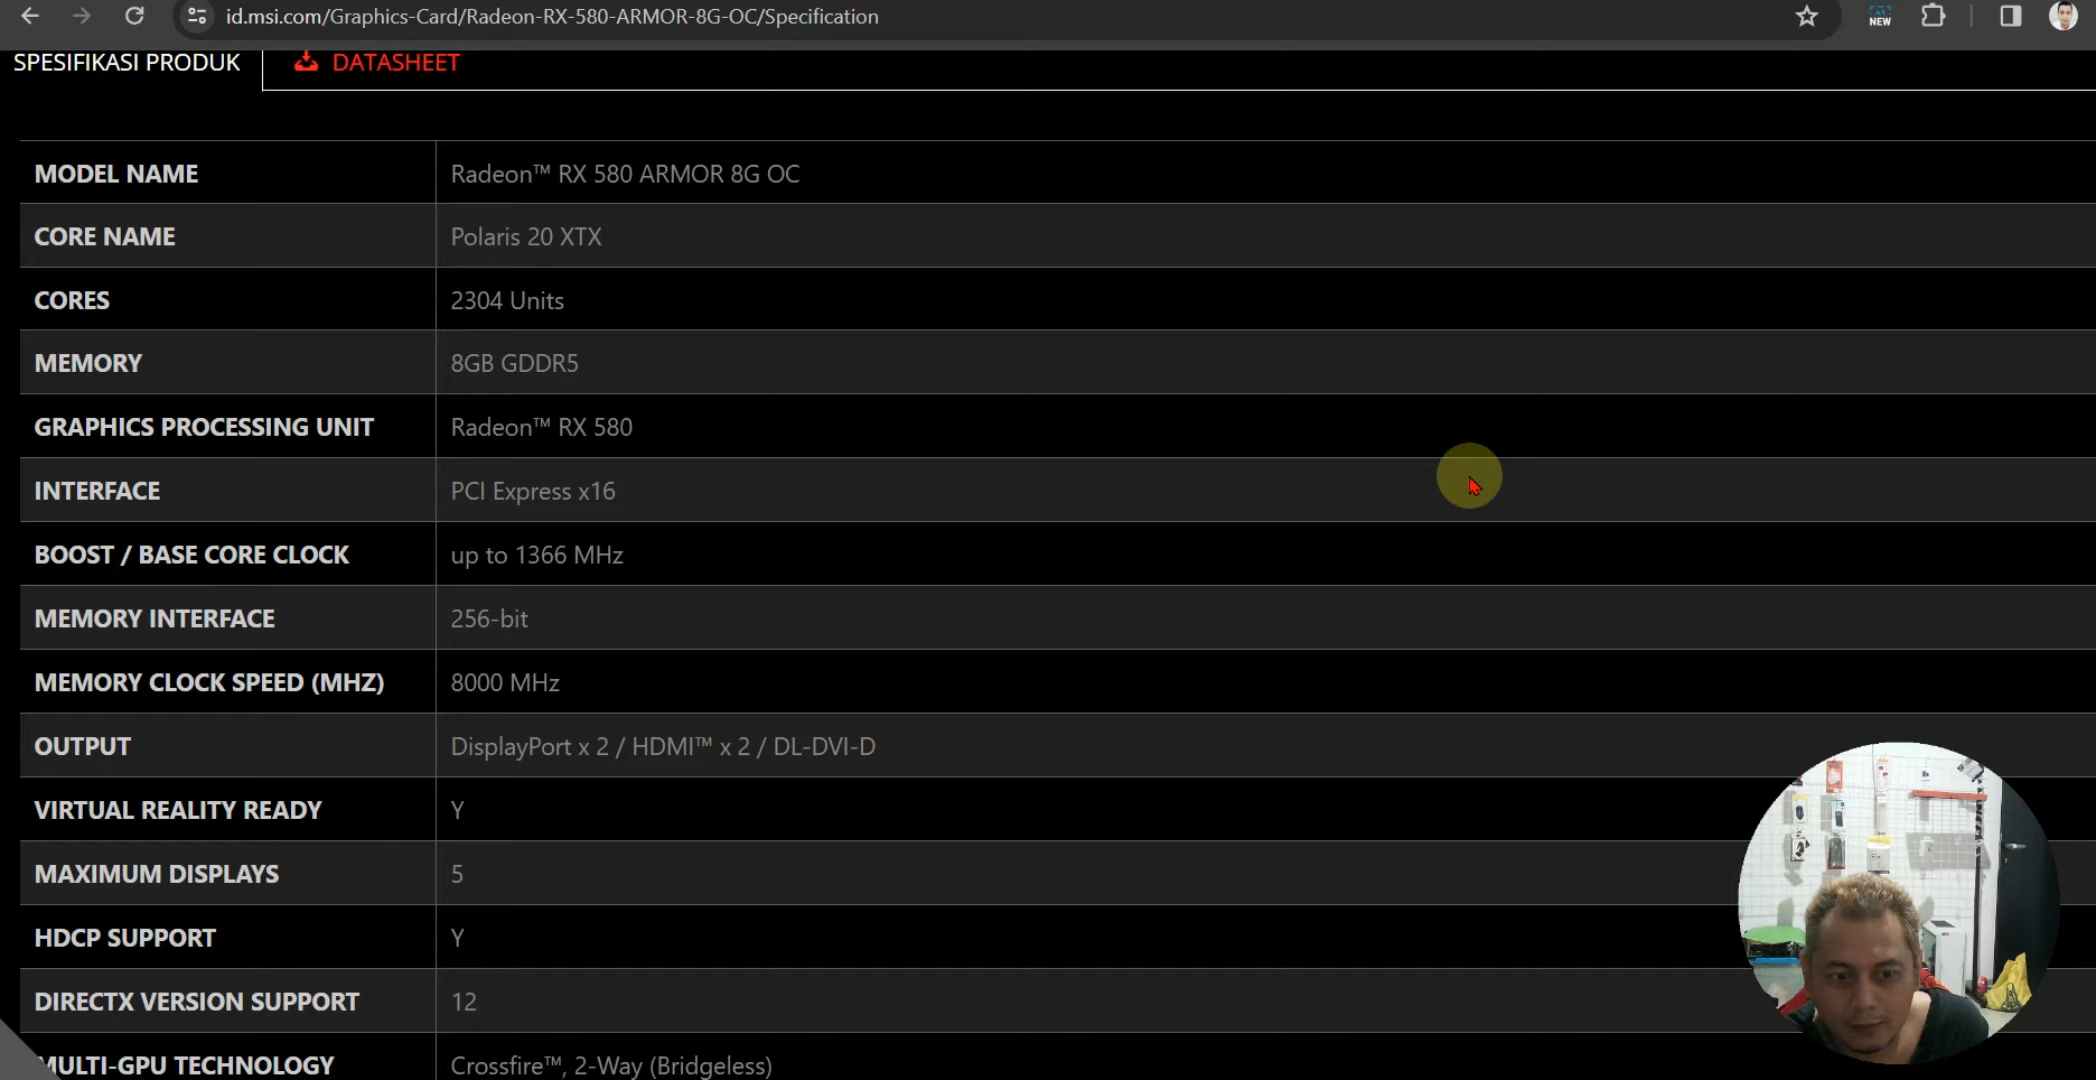 id.msi.com/Graphics-Card/Radeon-RX-580-ARMOR-8G-OC/Specification
NEW
SPESIFIKASI PRODUK
DATASHEET
MODEL NAME Radeon™ RX 580 ARMOR 8G OC
CORE NAME Polaris 20 XTX
CORES 2304 Units
MEMORY 8GB GDDR5
GRAPHICS PROCESSING UNIT Radeon™ RX 580
INTERFACE PCI Express x16
BOOST / BASE CORE CLOCK up to 1366 MHz
MEMORY INTERFACE 256-bit
MEMORY CLOCK SPEED (MHZ) 8000 MHz
OUTPUT DisplayPort x 2 / HDMI™ x 2 / DL-DVI-D
VIRTUAL REALITY READY Y
MAXIMUM DISPLAYS 5
HDCP SUPPORT Y
DIRECTX VERSION SUPPORT 12
MULTI-GPU TECHNOLOGY Crossfire™, 2-Way (Bridgeless)